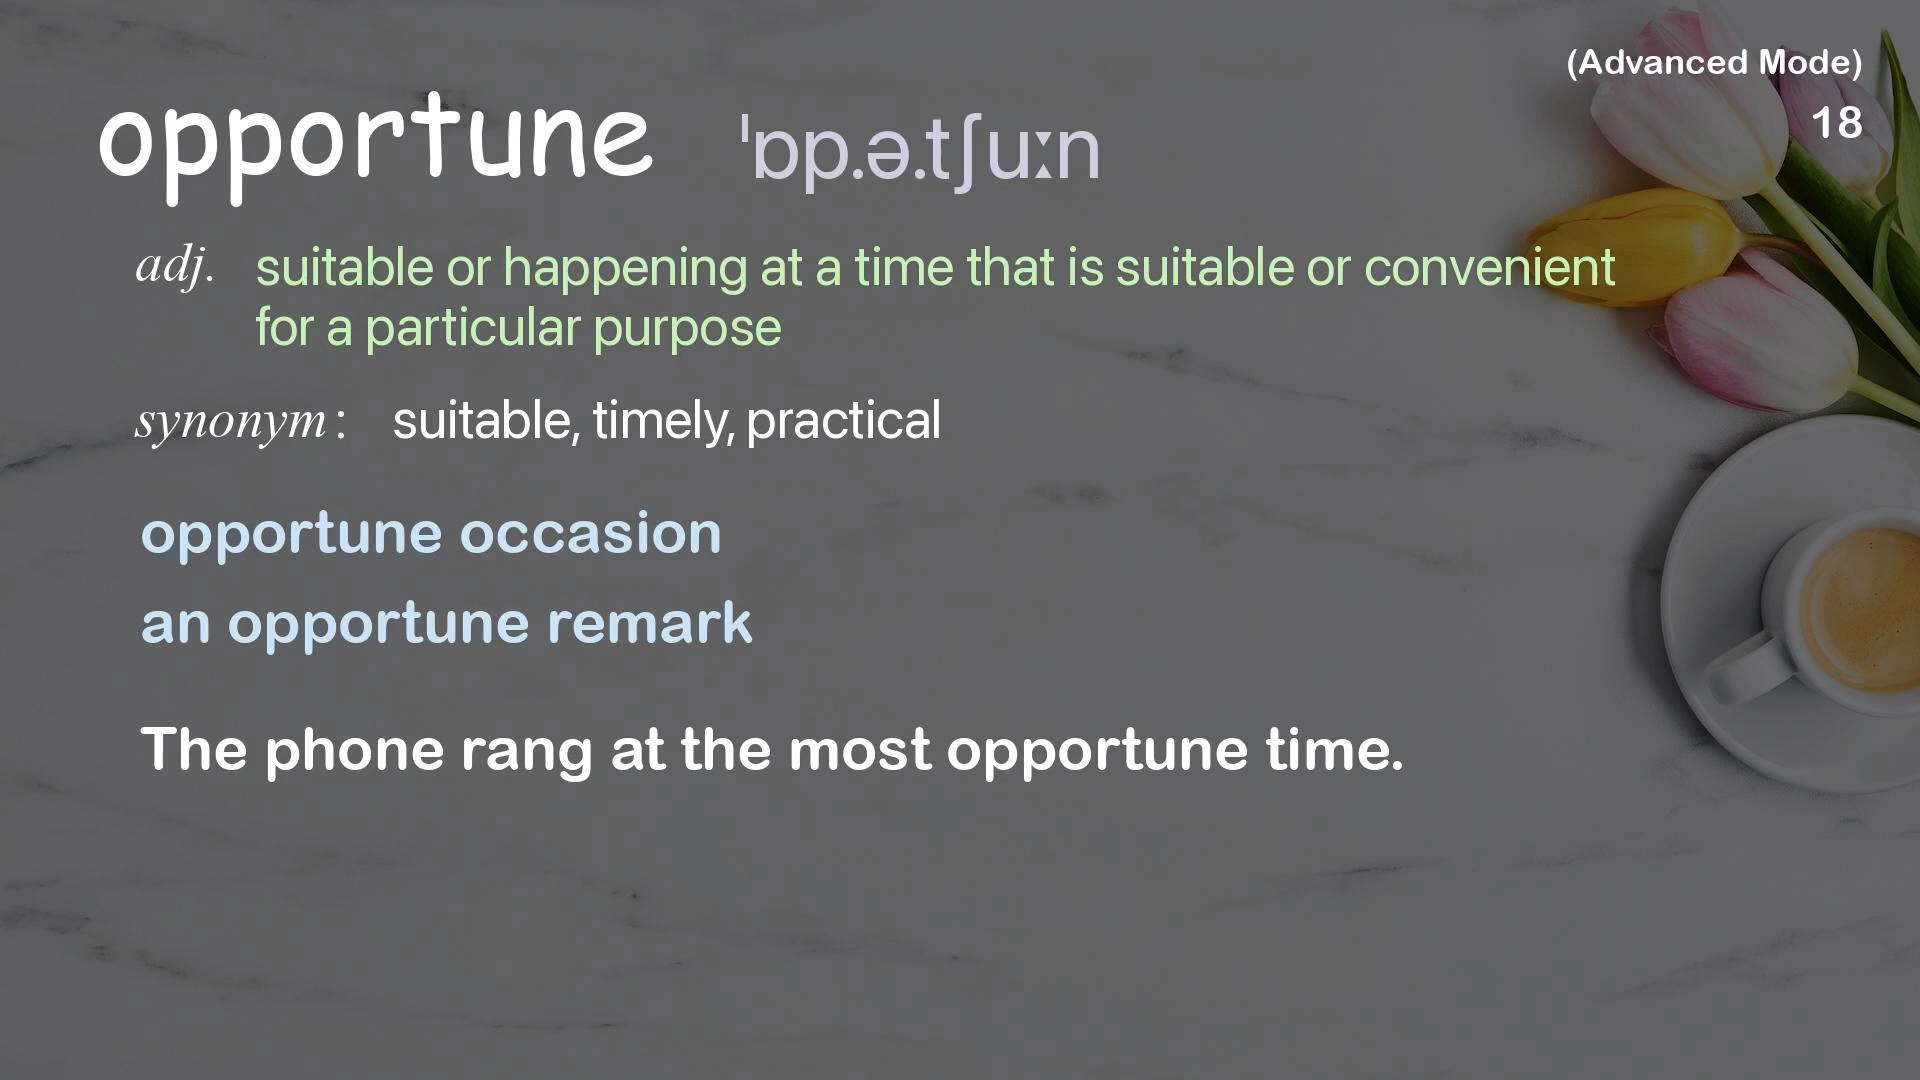 (Advanced Mode)
opportune ˈɒp.ə.tʃuːn
18
adj. suitable or happening at a time that is suitable or convenient
for a particular purpose
synonym: suitable, timely, practical
opportune occasion
an opportune remark
The phone rang at the most opportune time.